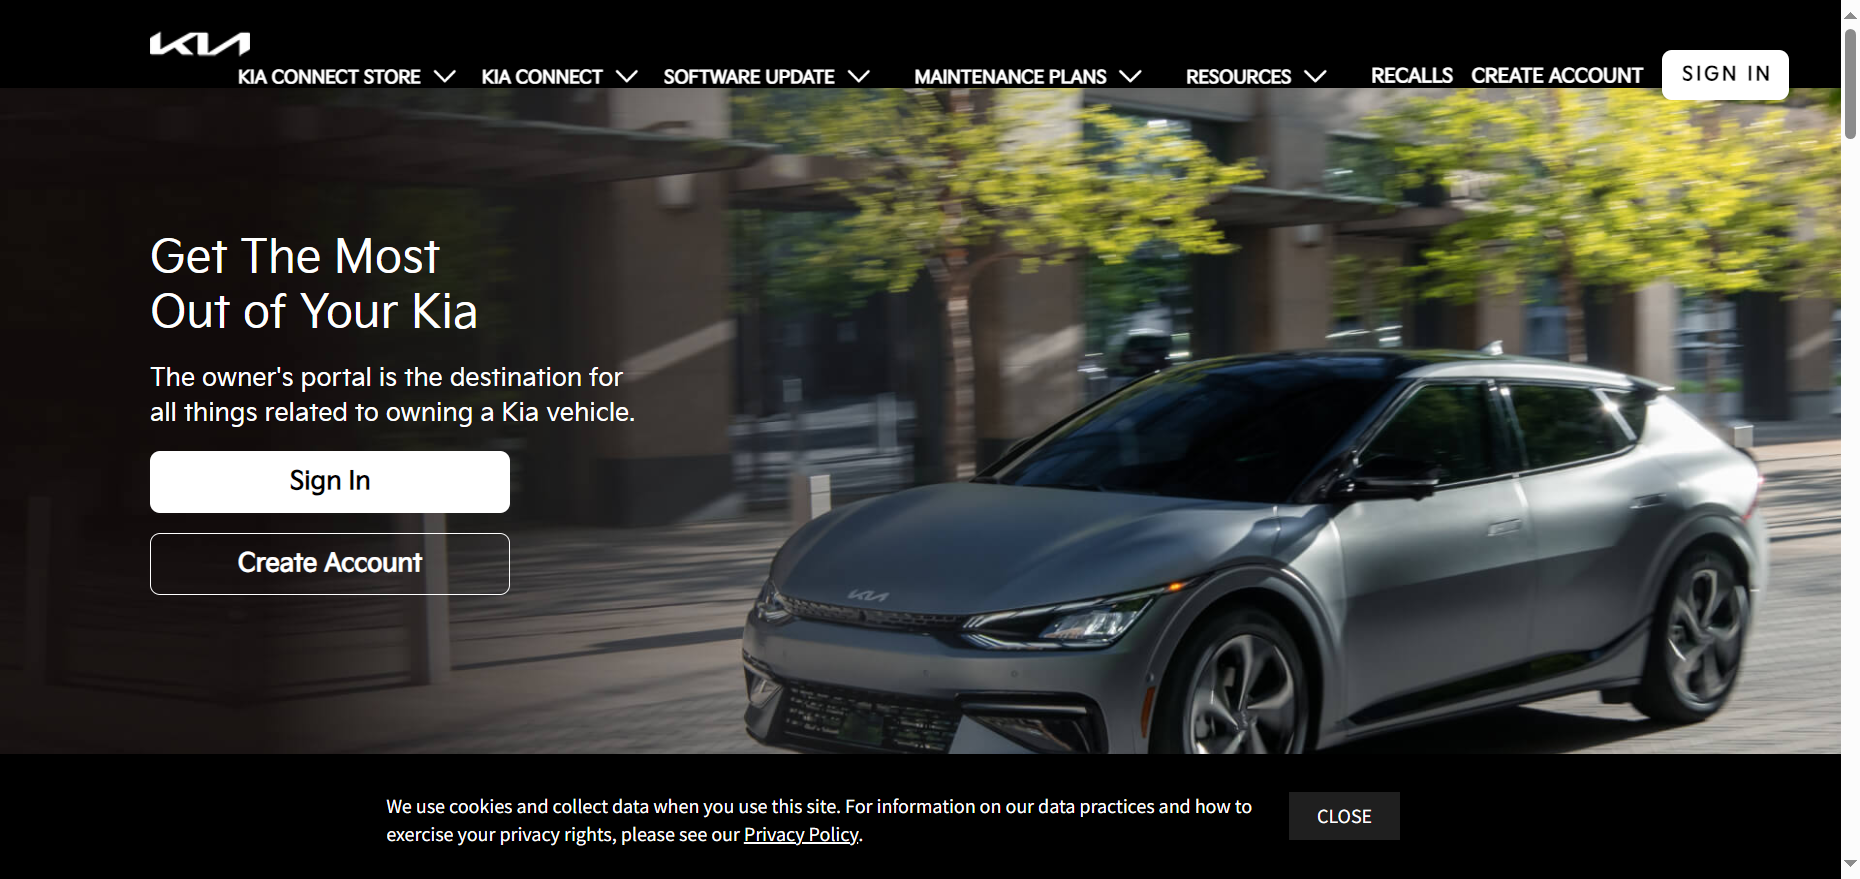 KIA
KIA CONNECT STORE KIA CONNECT SOFTWARE UPDATE MAINTENANCE PLANS RESOURCES RECALLS CREATE ACCOUNT SIGN IN
Get The Most
Out of Your Kia
The owner's portal is the destination for
all things related to owning a Kia vehicle.
Sign In
Create Account
KIA
We use cookies and collect data when you use this site. For information on our data practices and how to
exercise your privacy rights, please see our Privacy Policy.
CLOSE